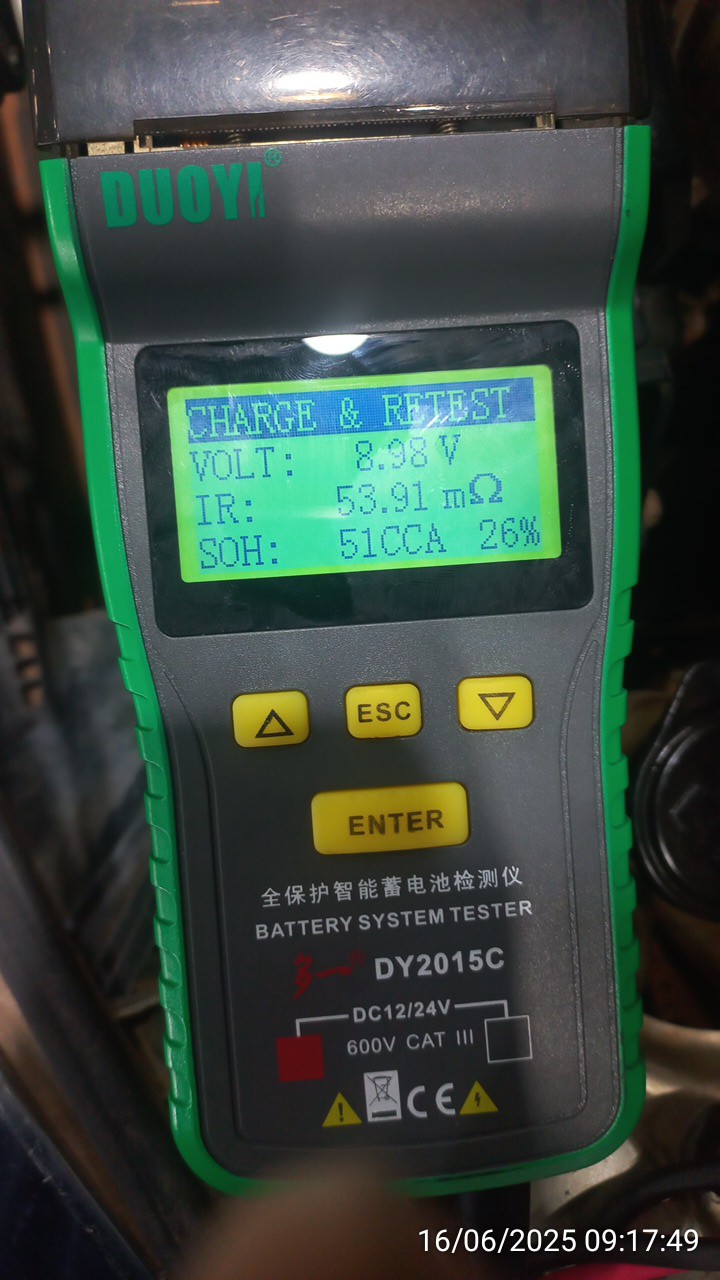 DUOYI®
CHARGE & RETEST
VOLT: 8.98 V
IR: 53.91 mΩ
SOH: 51CCA 26%
ESC
ENTER
全保护智能蓄电池检测仪
BATTERY SYSTEM TESTER
多一® DY2015C
DC12/24V
600V CAT III
CE
16/06/2025 09:17:49